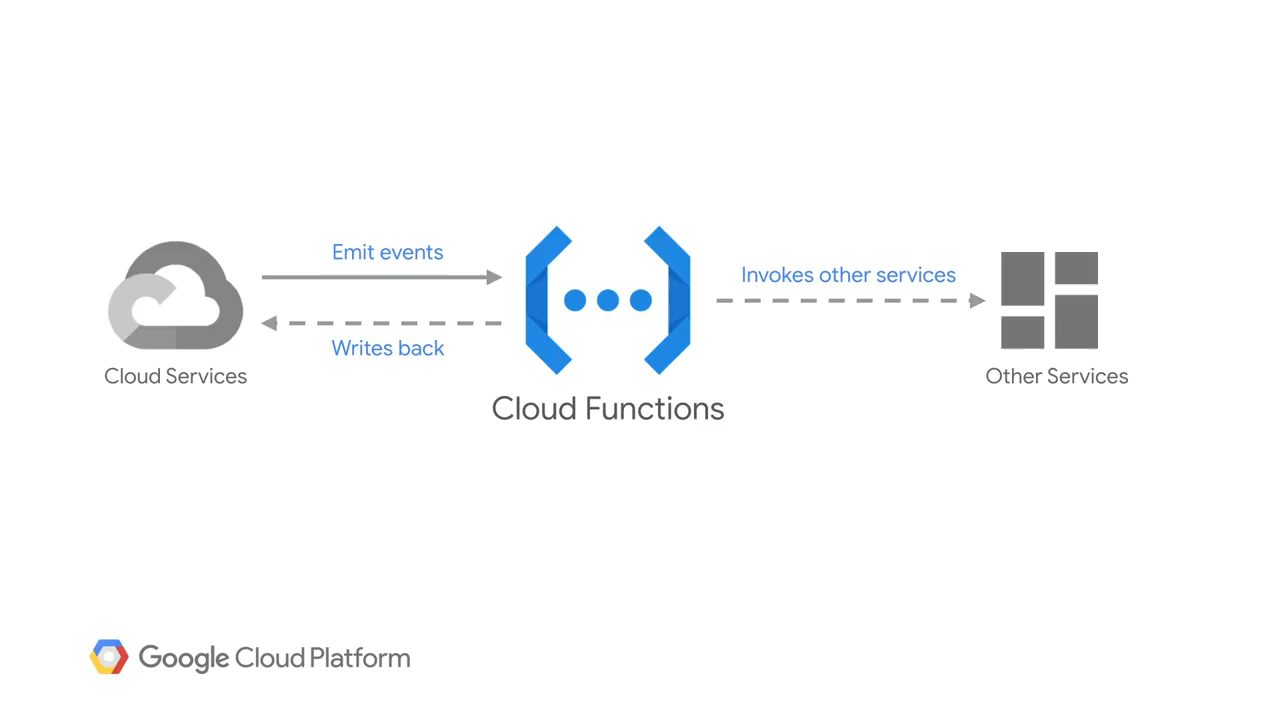 Emit events
Invokes other services
Writes back
Cloud Services
Other Services
Cloud Functions
Google Cloud Platform